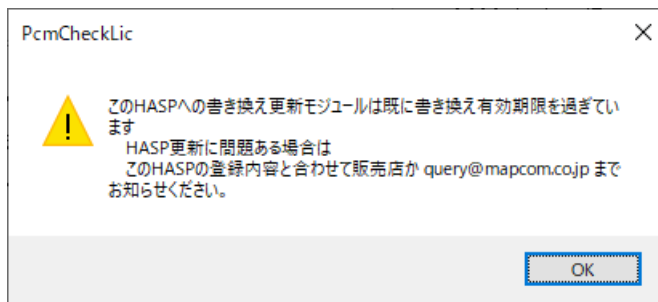 PcmCheckLic
このHASPへの書き換え更新モジュールは既に書き換え有効期限を過ぎてい
ます
HASP更新に問題ある場合は
このHASPの登録内容と合わせて販売店か query@mapcom.co.jp まで
お知らせください。
OK